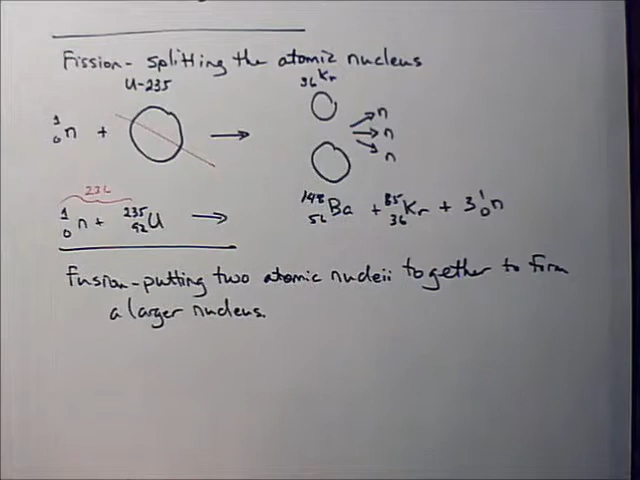 Fission- splitting the atomic nucleus
U-235
36Kr
1
0n + → n
n
n
236
1
0n + 235
92U → 148
56Ba + 85
36Kr + 3 1
0n
Fusion-putting two atomic nucleii together to form
a larger nucleus.